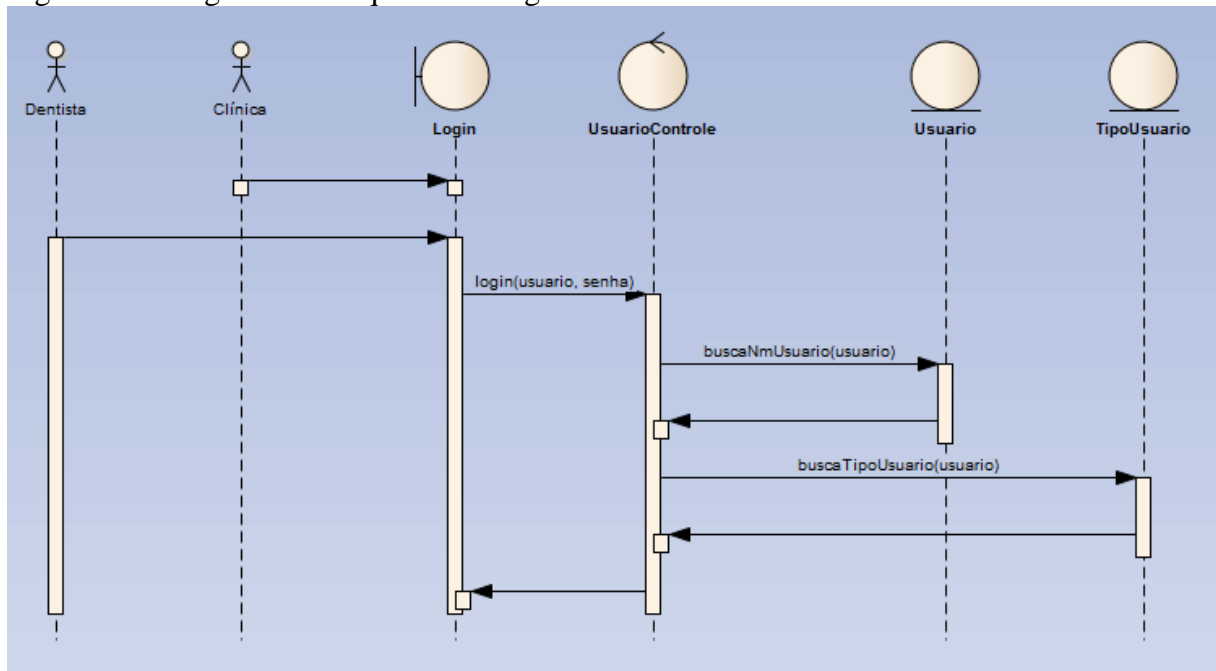 Dentista
Clínica
Login
UsuarioControle
Usuario
TipoUsuario
login(usuario, senha)
buscaNmUsuario(usuario)
buscaTipoUsuario(usuario)